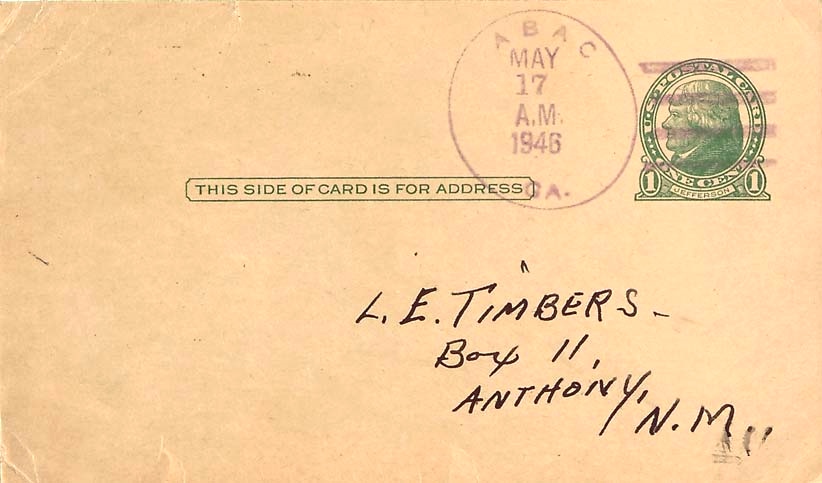 ABAC
MAY
17
A.M.
1946
GA.
U.S. POSTAL CARD
ONE CENT
1 JEFFERSON 1
THIS SIDE OF CARD IS FOR ADDRESS
L. E. TIMBERS -
Box 11,
ANTHONY,
N.M.